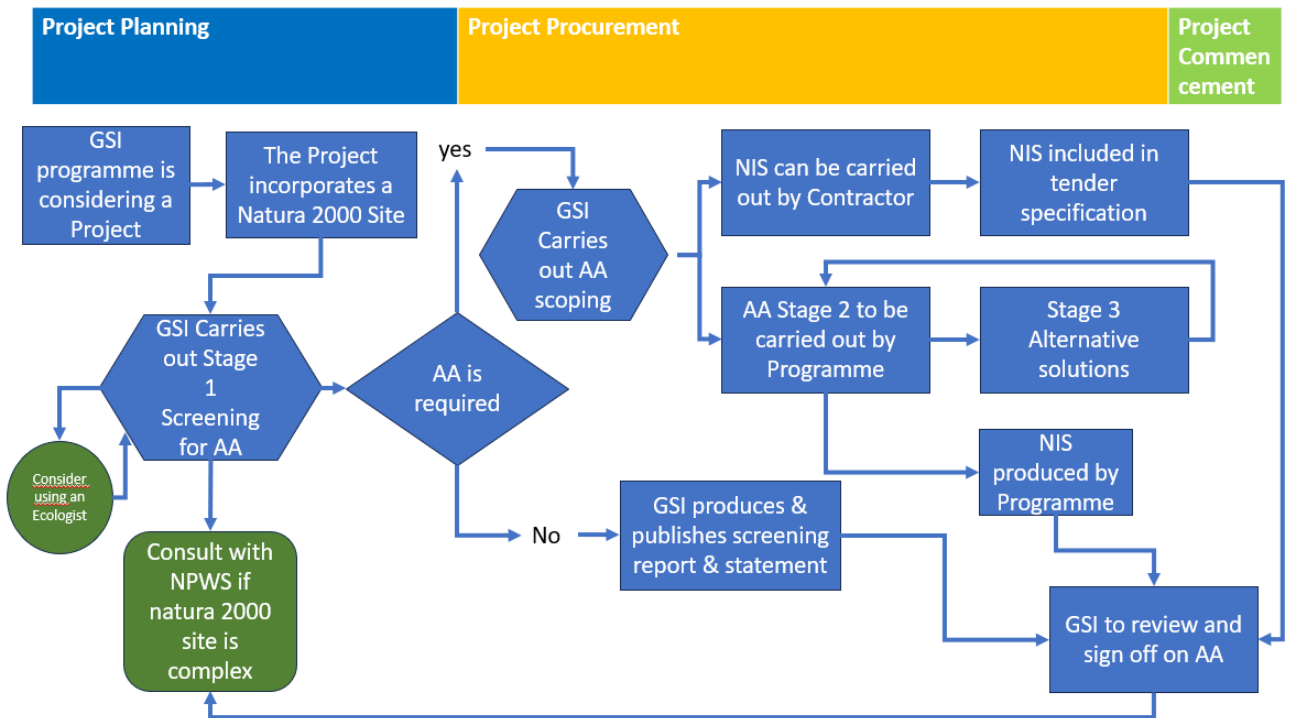 Project Planning
Project Procurement
Project
Commen
cement
GSI
programme is
considering a
Project
The Project
incorporates a
Natura 2000 Site
yes
GSI
Carries
out AA
scoping
NIS can be carried
out by Contractor
NIS included in
tender
specification
GSI Carries
out Stage
1
Screening
for AA
AA is
required
AA Stage 2 to be
carried out by
Programme
Stage 3
Alternative
solutions
Consider
using an
Ecologist
No
GSI produces &
publishes screening
report & statement
NIS
produced by
Programme
Consult with
NPWS if
natura 2000
site is
complex
GSI to review and
sign off on AA